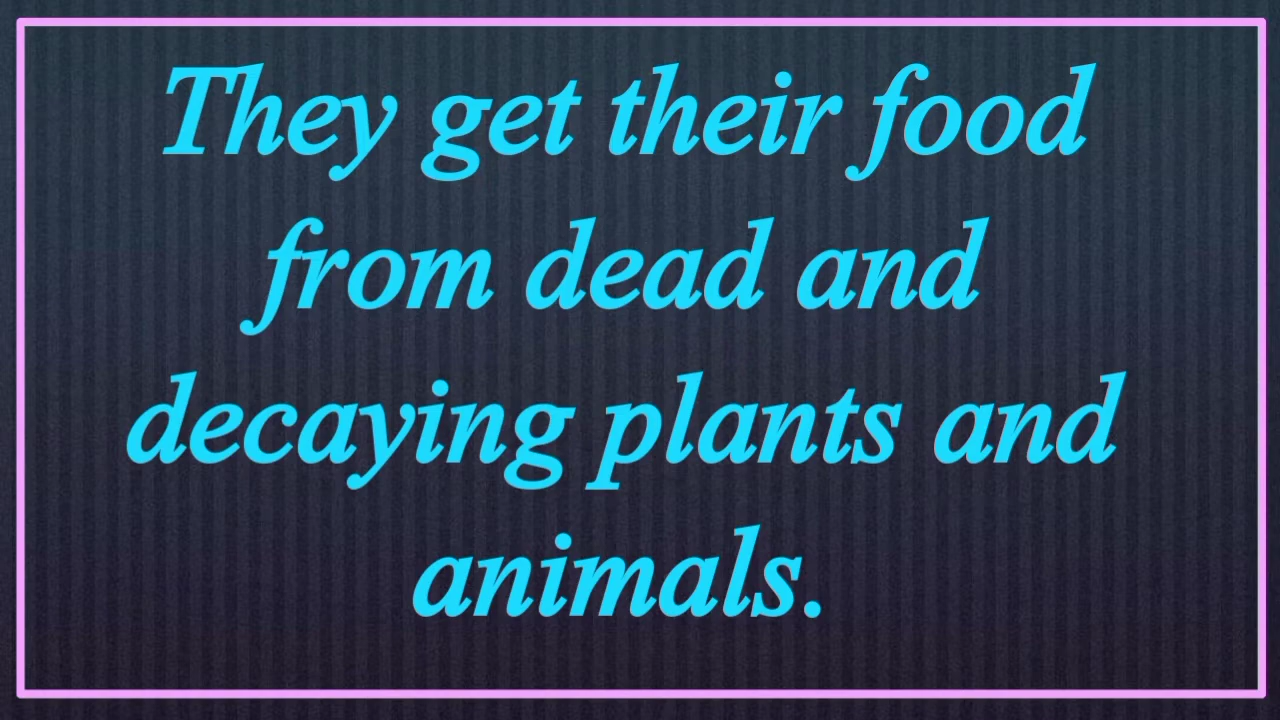 They get their food
from dead and
decaying plants and
animals.